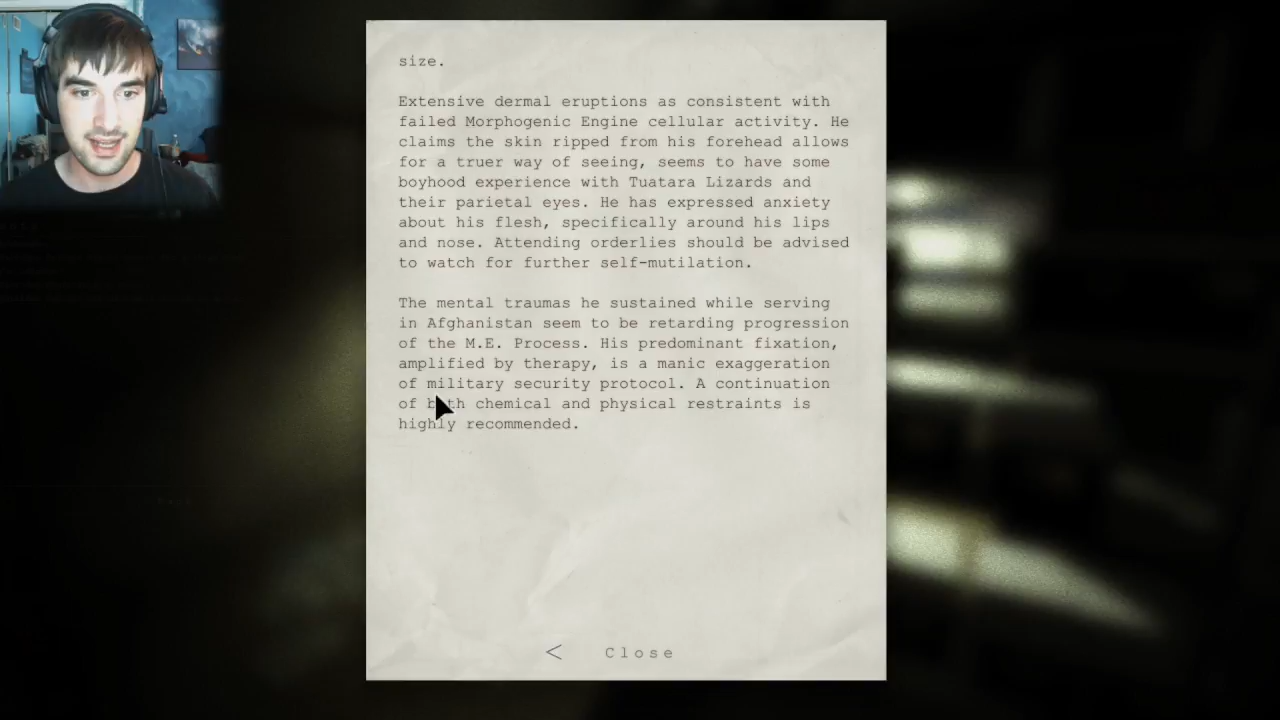 size.
Extensive dermal eruptions as consistent with
failed Morphogenic Engine cellular activity. He
claims the skin ripped from his forehead allows
for a truer way of seeing, seems to have some
boyhood experience with Tuatara Lizards and
their parietal eyes. He has expressed anxiety
about his flesh, specifically around his lips
and nose. Attending orderlies should be advised
to watch for further self-mutilation.
The mental traumas he sustained while serving
in Afghanistan seem to be retarding progression
of the M.E. Process. His predominant fixation,
amplified by therapy, is a manic exaggeration
of military security protocol. A continuation
of both chemical and physical restraints is
highly recommended.
< Close